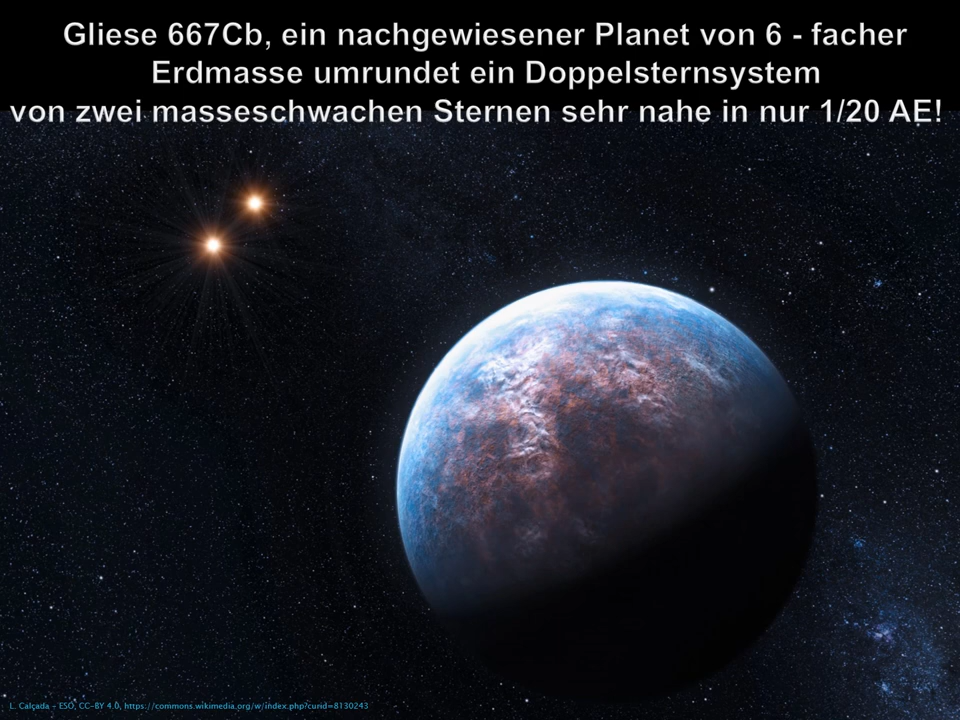 Gliese 667Cb, ein nachgewiesener Planet von 6 - facher
Erdmasse umrundet ein Doppelsternsystem
von zwei masseschwachen Sternen sehr nahe in nur 1/20 AE!
L. Calçada - ESO, CC-BY 4.0, https://commons.wikimedia.org/w/index.php?curid=8130243